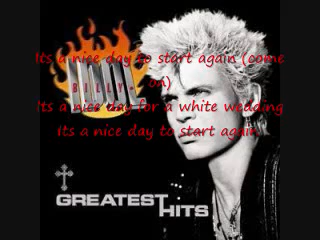 Its a nice day to start again (come
on)
Its a nice day for a white wedding
Its a nice day to start again
BILLY
GREATEST
HITS